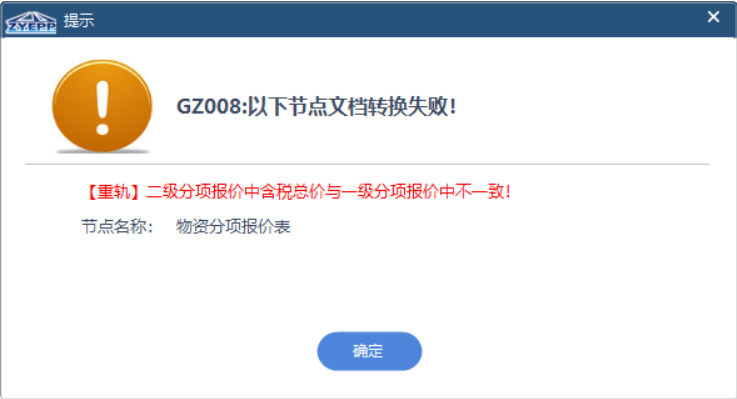 ZYEPP 提示
GZ008:以下节点文档转换失败!
【重轨】二级分项报价中含税总价与一级分项报价中不一致!
节点名称: 物资分项报价表
确定